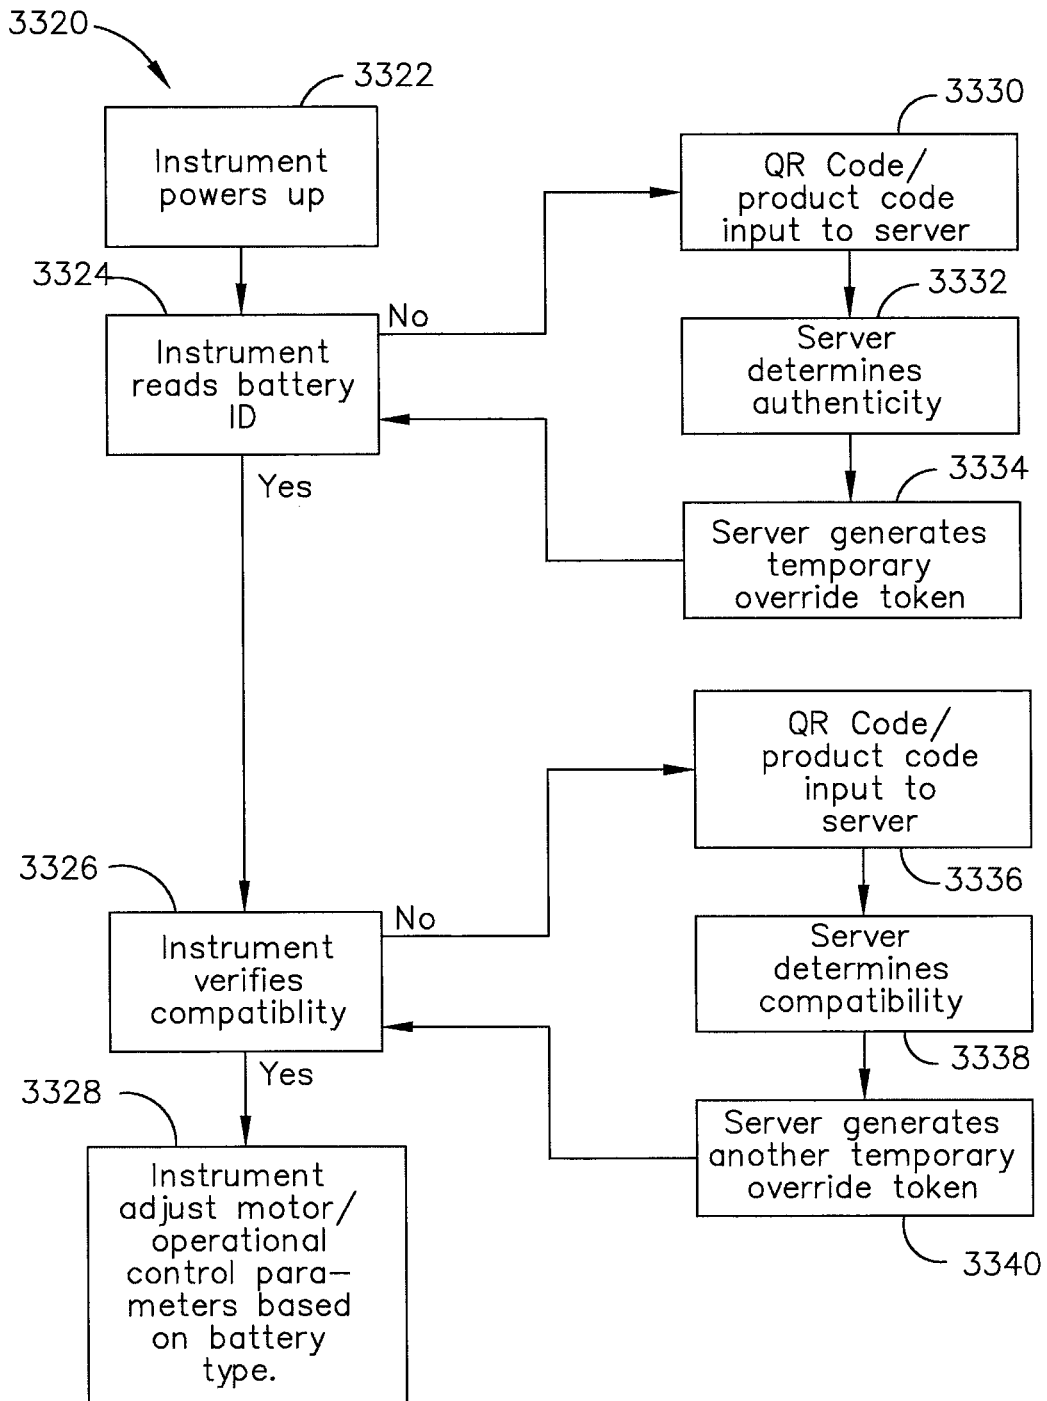 3320
3322
Instrument
powers up
3324
Instrument
reads battery
ID
No
Yes
3330
QR Code/
product code
input to server
3332
Server
determines
authenticity
3334
Server generates
temporary
override token
3326
Instrument
verifies
compatiblity
No
Yes
QR Code/
product code
input to
server
3336
Server
determines
compatibility
3338
Server generates
another temporary
override token
3340
3328
Instrument
adjust motor/
operational
control para-
meters based
on battery
type.